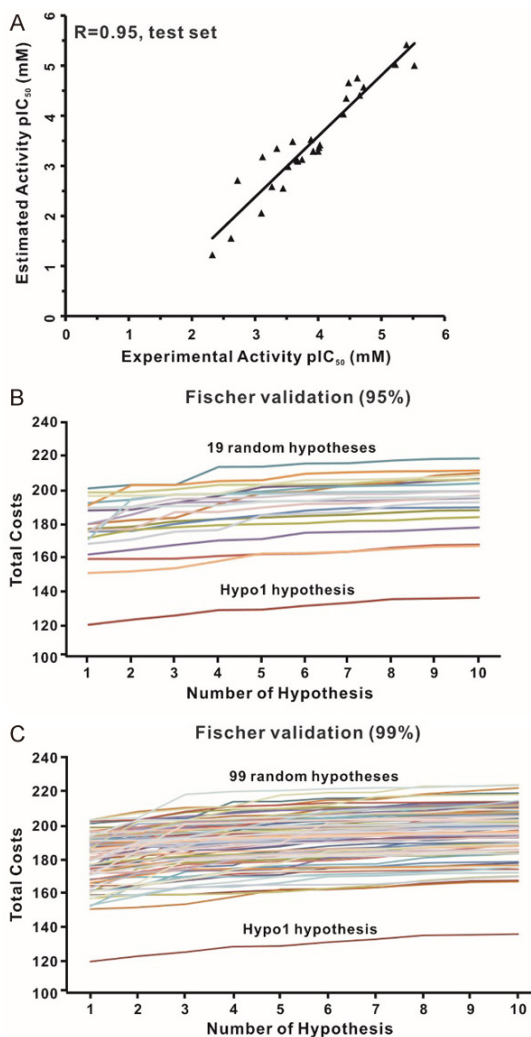 A
R=0.95, test set
Estimated Activity pIC50 (mM)
6
5
4
3
2
1
0
0 1 2 3 4 5 6
Experimental Activity pIC50 (mM)
B
Fischer validation (95%)
240
220
200
180
160
140
120
100
Total Costs
19 random hypotheses
Hypo1 hypothesis
1 2 3 4 5 6 7 8 9 10
Number of Hypothesis
C
Fischer validation (99%)
240
220
200
180
160
140
120
100
Total Costs
99 random hypotheses
Hypo1 hypothesis
1 2 3 4 5 6 7 8 9 10
Number of Hypothesis